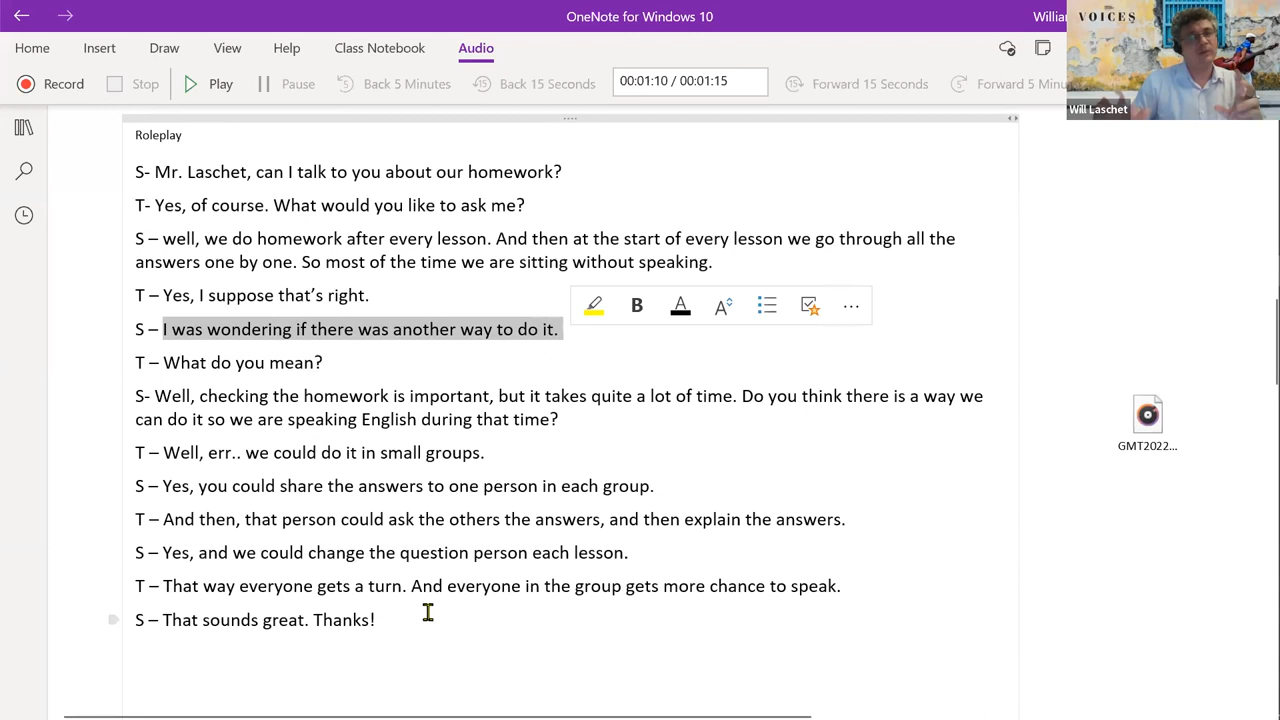 OneNote for Windows 10
Willia
VOICES
Home Insert Draw View Help Class Notebook Audio
Record Stop Play Pause Back 5 Minutes Back 15 Seconds 00:01:10 / 00:01:15 Forward 15 Seconds Forward 5 Minu
Will Laschet
Roleplay
S- Mr. Laschet, can I talk to you about our homework?
T- Yes, of course. What would you like to ask me?
S – well, we do homework after every lesson. And then at the start of every lesson we go through all the
answers one by one. So most of the time we are sitting without speaking.
T – Yes, I suppose that’s right.
S – I was wondering if there was another way to do it.
T – What do you mean?
S- Well, checking the homework is important, but it takes quite a lot of time. Do you think there is a way we
can do it so we are speaking English during that time?
T – Well, err.. we could do it in small groups.
S – Yes, you could share the answers to one person in each group.
T – And then, that person could ask the others the answers, and then explain the answers.
S – Yes, and we could change the question person each lesson.
T – That way everyone gets a turn. And everyone in the group gets more chance to speak.
S – That sounds great. Thanks!
GMT2022...